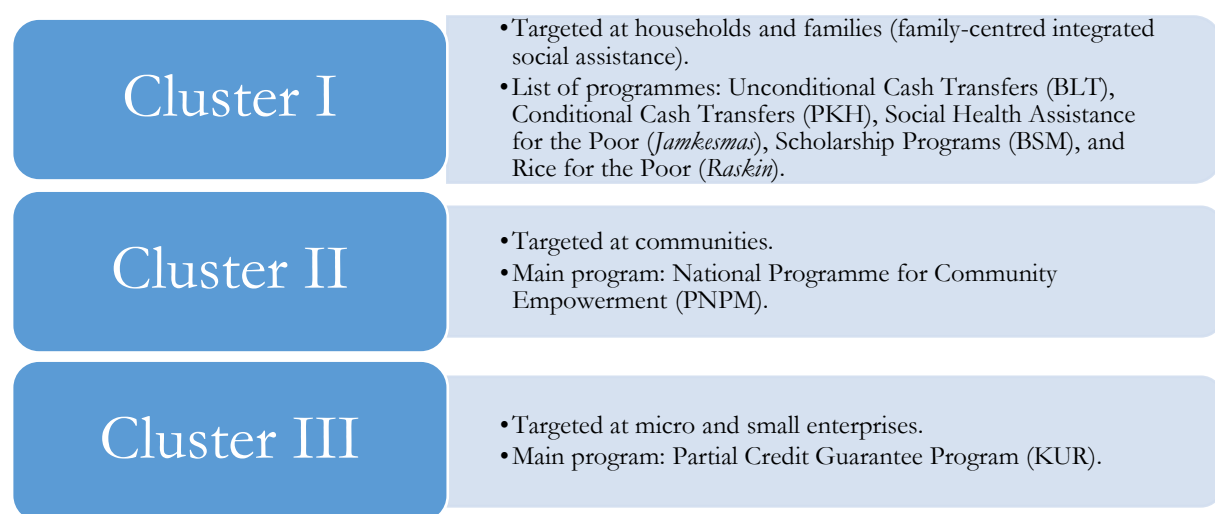 Cluster I
•Targeted at households and families (family-centred integrated
social assistance).
•List of programmes: Unconditional Cash Transfers (BLT),
Conditional Cash Transfers (PKH), Social Health Assistance
for the Poor (Jamkesmas), Scholarship Programs (BSM), and
Rice for the Poor (Raskin).
Cluster II
•Targeted at communities.
•Main program: National Programme for Community
Empowerment (PNPM).
Cluster III
•Targeted at micro and small enterprises.
•Main program: Partial Credit Guarantee Program (KUR).